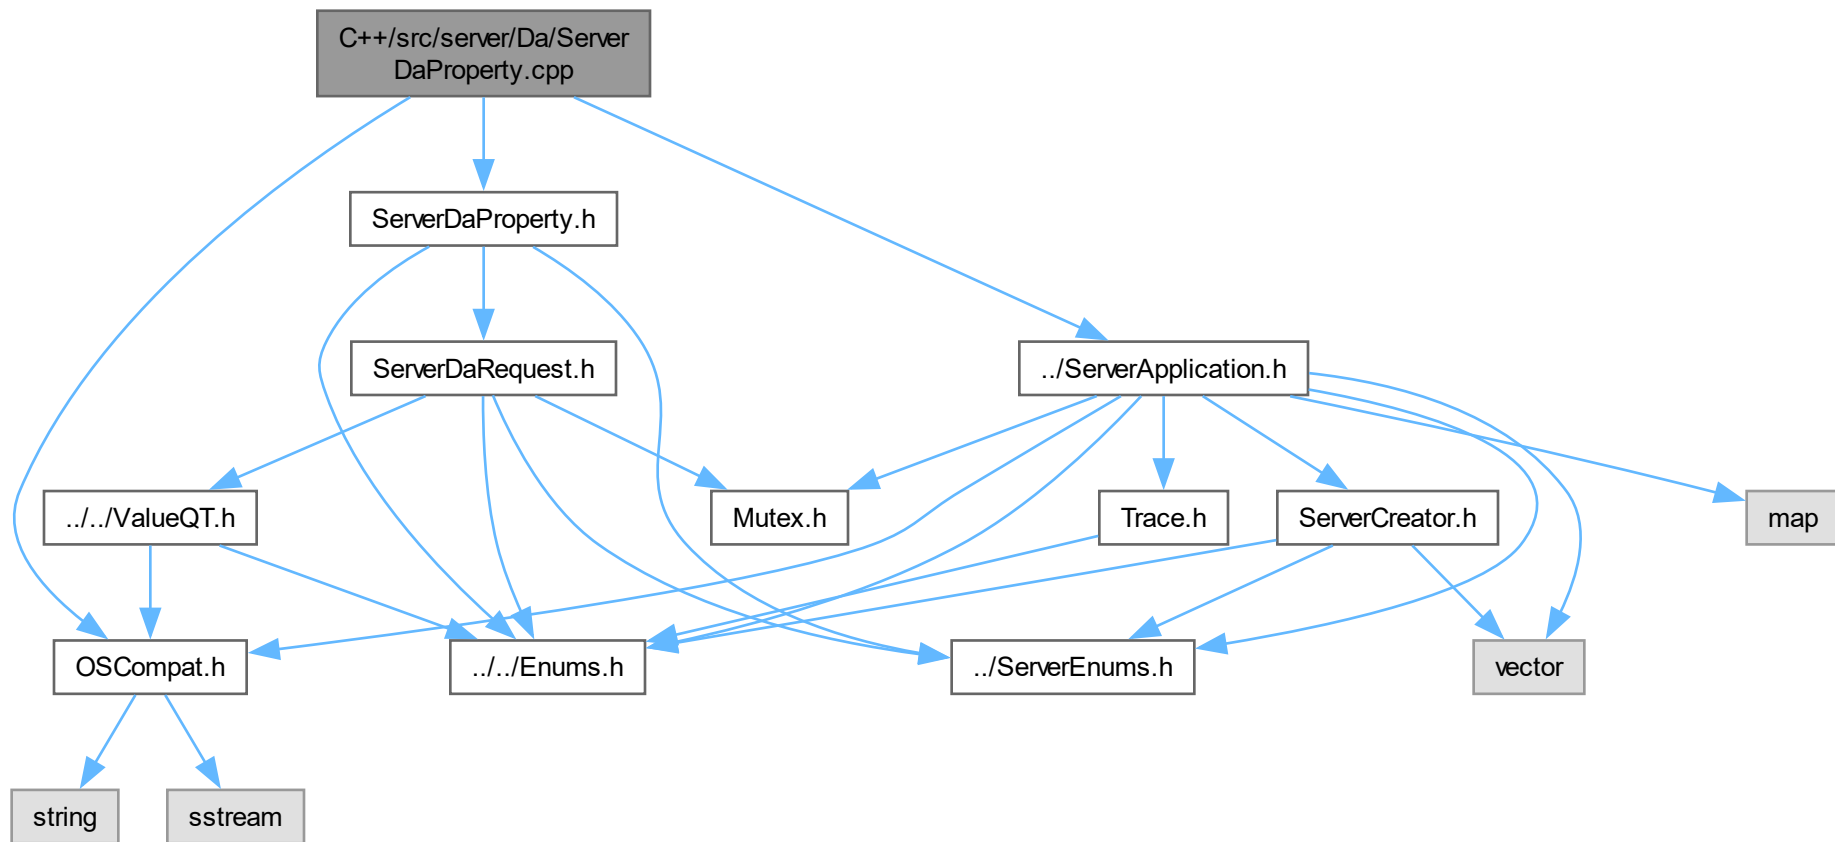 C++/src/server/Da/Server
DaProperty.cpp
ServerDaProperty.h
ServerDaRequest.h
../ServerApplication.h
../../ValueQT.h
Mutex.h
Trace.h
ServerCreator.h
map
OSCompat.h
../../Enums.h
../ServerEnums.h
vector
string
sstream